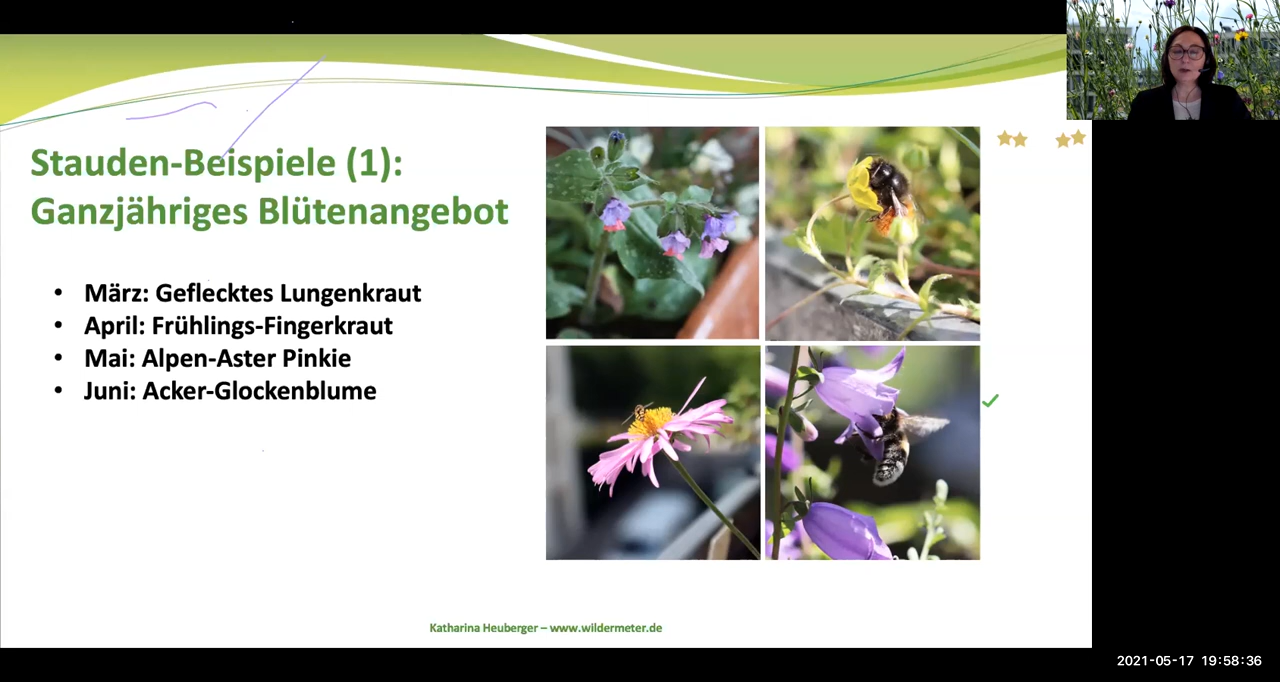 Stauden-Beispiele (1):
Ganzjähriges Blütenangebot
• März: Geflecktes Lungenkraut
• April: Frühlings-Fingerkraut
• Mai: Alpen-Aster Pinkie
• Juni: Acker-Glockenblume
Katharina Heuberger – www.wildermeter.de
2021-05-17 19:58:36